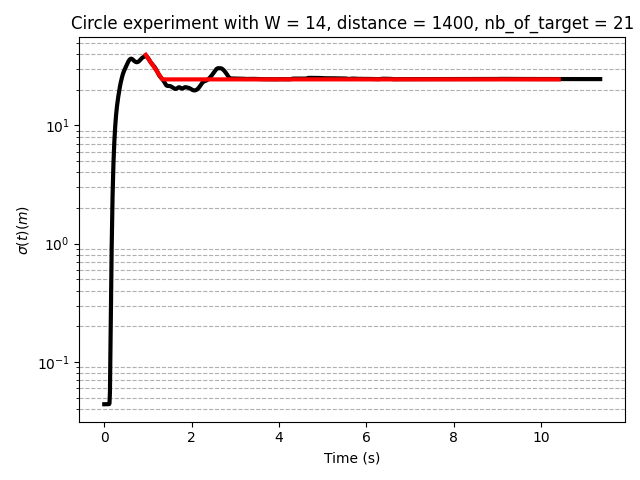 Circle experiment with W = 14, distance = 1400, nb_of_target = 21
σ(t)(m)
10¹
10⁰
10⁻¹
0 2 4 6 8 10
Time (s)